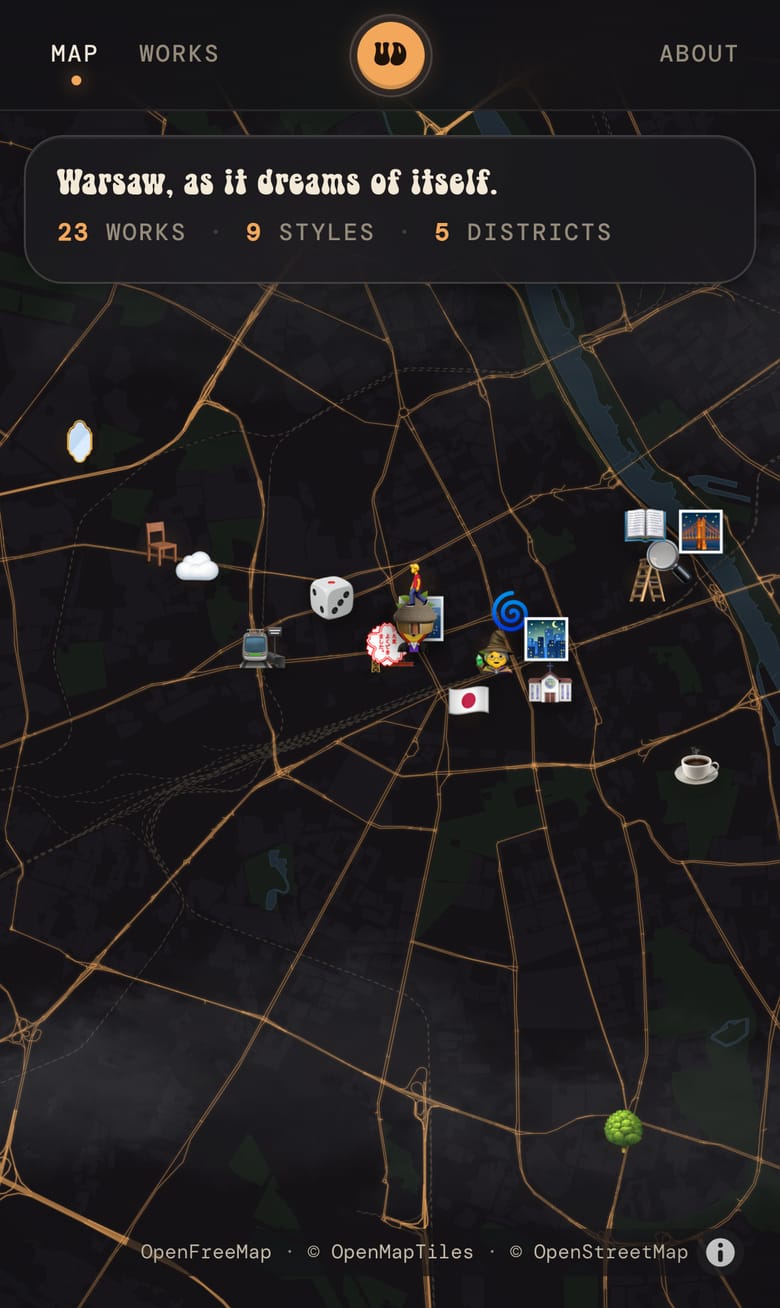 MAP WORKS UD ABOUT
Warsaw, as it dreams of itself.
23 WORKS · 9 STYLES · 5 DISTRICTS
OpenFreeMap · © OpenMapTiles · © OpenStreetMap